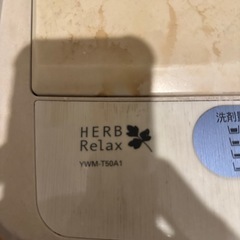 HERB
Relax
YWM-T50A1
洗剤